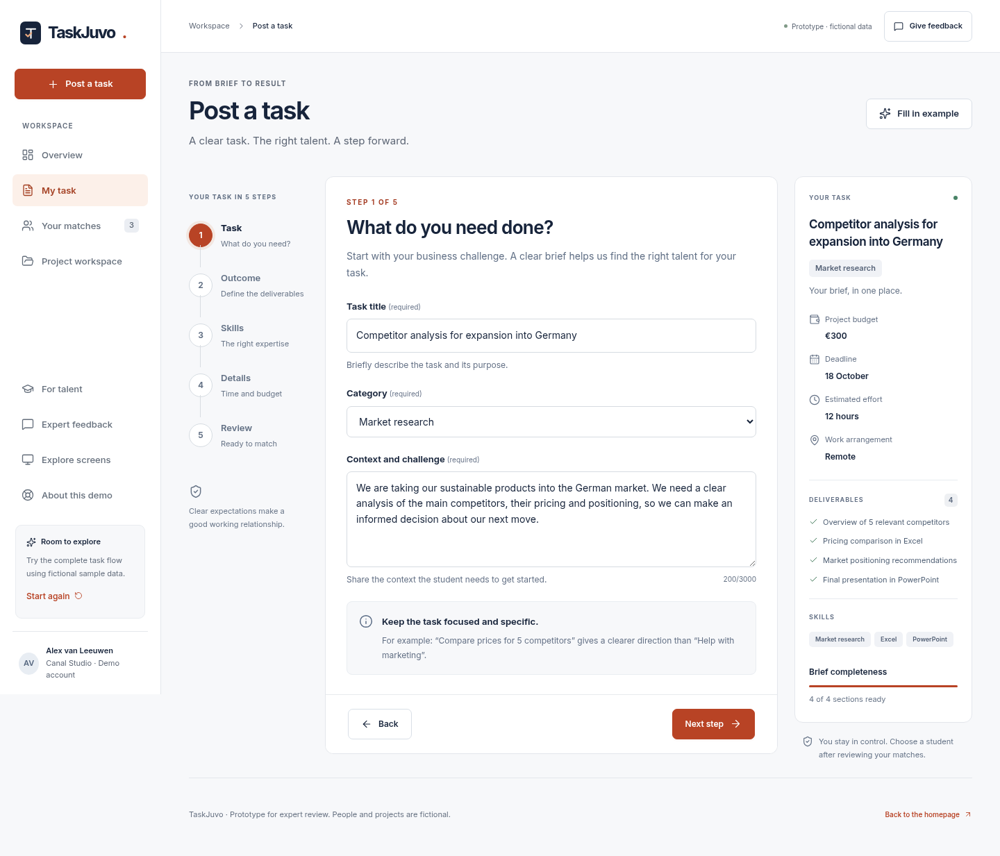 TaskJuvo.
Post a task
WORKSPACE
Overview
My task
Your matches 3
Project workspace
For talent
Expert feedback
Explore screens
About this demo
Room to explore
Try the complete task flow
using fictional sample data.
Start again
AV
Alex van Leeuwen
Canal Studio · Demo
account
Workspace
Post a task
Prototype · fictional data
Give feedback
FROM BRIEF TO RESULT
Post a task
A clear task. The right talent. A step forward.
Fill in example
YOUR TASK IN 5 STEPS
1 Task
What do you need?
2 Outcome
Define the deliverables
3 Skills
The right expertise
4 Details
Time and budget
5 Review
Ready to match
Clear expectations make a
good working relationship.
STEP 1 OF 5
What do you need done?
Start with your business challenge. A clear brief helps us find the right talent for your
task.
Task title (required)
Competitor analysis for expansion into Germany
Briefly describe the task and its purpose.
Category (required)
Market research
Context and challenge (required)
We are taking our sustainable products into the German market. We need a clear
analysis of the main competitors, their pricing and positioning, so we can make an
informed decision about our next move.
Share the context the student needs to get started.
200/3000
Keep the task focused and specific.
For example: “Compare prices for 5 competitors” gives a clearer direction than “Help with
marketing”.
Back
Next step
YOUR TASK
Competitor analysis for
expansion into Germany
Market research
Your brief, in one place.
Project budget
€300
Deadline
18 October
Estimated effort
12 hours
Work arrangement
Remote
DELIVERABLES 4
Overview of 5 relevant competitors
Pricing comparison in Excel
Market positioning recommendations
Final presentation in PowerPoint
SKILLS
Market research Excel PowerPoint
Brief completeness
4 of 4 sections ready
You stay in control. Choose a student
after reviewing your matches.
TaskJuvo · Prototype for expert review. People and projects are fictional.
Back to the homepage